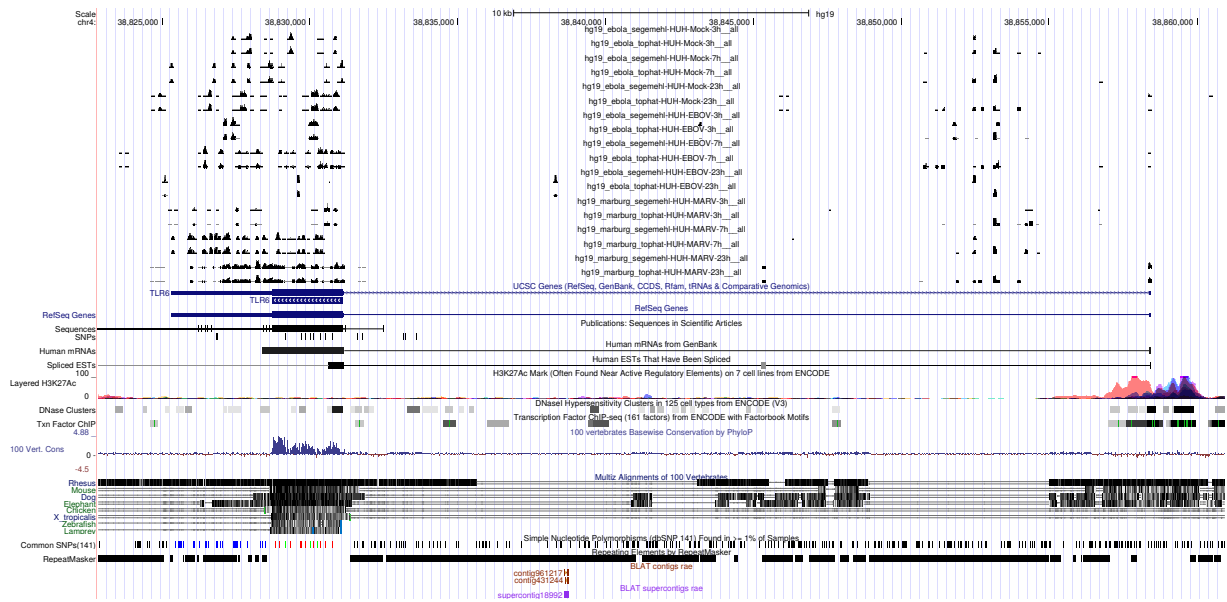 Scale 10 kb hg19
chr4: 38,825,000 38,830,000 38,835,000 38,840,000 38,845,000 38,850,000 38,855,000 38,860,000
hg19_ebola_segemehl-HUH-Mock-3h__all
hg19_ebola_tophat-HUH-Mock-3h__all
hg19_ebola_segemehl-HUH-Mock-7h__all
hg19_ebola_tophat-HUH-Mock-7h__all
hg19_ebola_segemehl-HUH-Mock-23h__all
hg19_ebola_tophat-HUH-Mock-23h__all
hg19_ebola_segemehl-HUH-EBOV-3h__all
hg19_ebola_tophat-HUH-EBOV-3h__all
hg19_ebola_segemehl-HUH-EBOV-7h__all
hg19_ebola_tophat-HUH-EBOV-7h__all
hg19_ebola_segemehl-HUH-EBOV-23h__all
hg19_ebola_tophat-HUH-EBOV-23h__all
hg19_marburg_segemehl-HUH-MARV-3h__all
hg19_marburg_tophat-HUH-MARV-3h__all
hg19_marburg_segemehl-HUH-MARV-7h__all
hg19_marburg_tophat-HUH-MARV-7h__all
hg19_marburg_segemehl-HUH-MARV-23h__all
hg19_marburg_tophat-HUH-MARV-23h__all
UCSC Genes (RefSeq, GenBank, CCDS, Rfam, tRNAs & Comparative Genomics)
TLR6
TLR6
RefSeq Genes
RefSeq Genes
Publications: Sequences in Scientific Articles
Sequences
SNPs
Human mRNAs from GenBank
Human mRNAs
Human ESTs That Have Been Spliced
Spliced ESTs
H3K27Ac Mark (Often Found Near Active Regulatory Elements) on 7 cell lines from ENCODE
100
Layered H3K27Ac
0
DNaseI Hypersensitivity Clusters in 125 cell types from ENCODE (V3)
DNase Clusters
Transcription Factor ChIP-seq (161 factors) from ENCODE with Factorbook Motifs
Txn Factor ChIP
100 vertebrates Basewise Conservation by PhyloP
4.88
100 Vert. Cons
0
-4.5
Multiz Alignments of 100 Vertebrates
Rhesus
Mouse
Dog
Elephant
Chicken
X_tropicalis
Zebrafish
Lamprey
Simple Nucleotide Polymorphisms (dbSNP 141) Found in >= 1% of Samples
Common SNPs(141)
Repeating Elements by RepeatMasker
RepeatMasker
BLAT contigs rae
contig961217
contig431244
BLAT supercontigs rae
supercontig18992